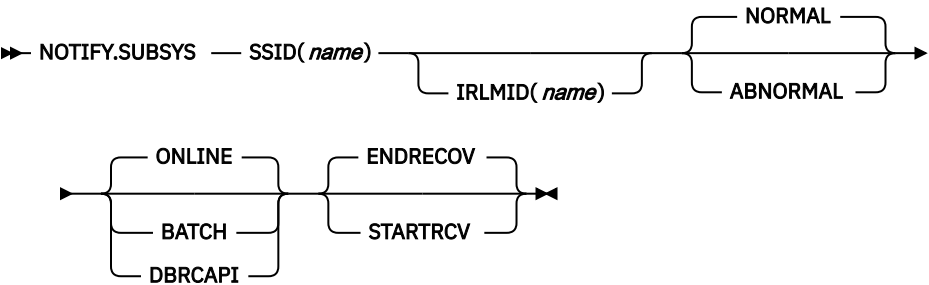 NORMAL
NOTIFY.SUBSYS SSID(name)
IRLMID(name)
ABNORMAL
ONLINE ENDRECOV
BATCH STARTRCV
DBRCAPI